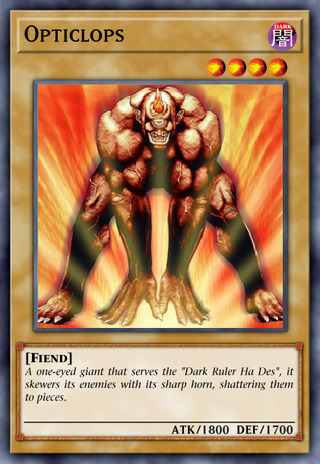 Opticlops
DARK
闇
[Fiend]
A one-eyed giant that serves the "Dark Ruler Ha Des", it
skewers its enemies with its sharp horn, shattering them
to pieces.
ATK/1800 DEF/1700